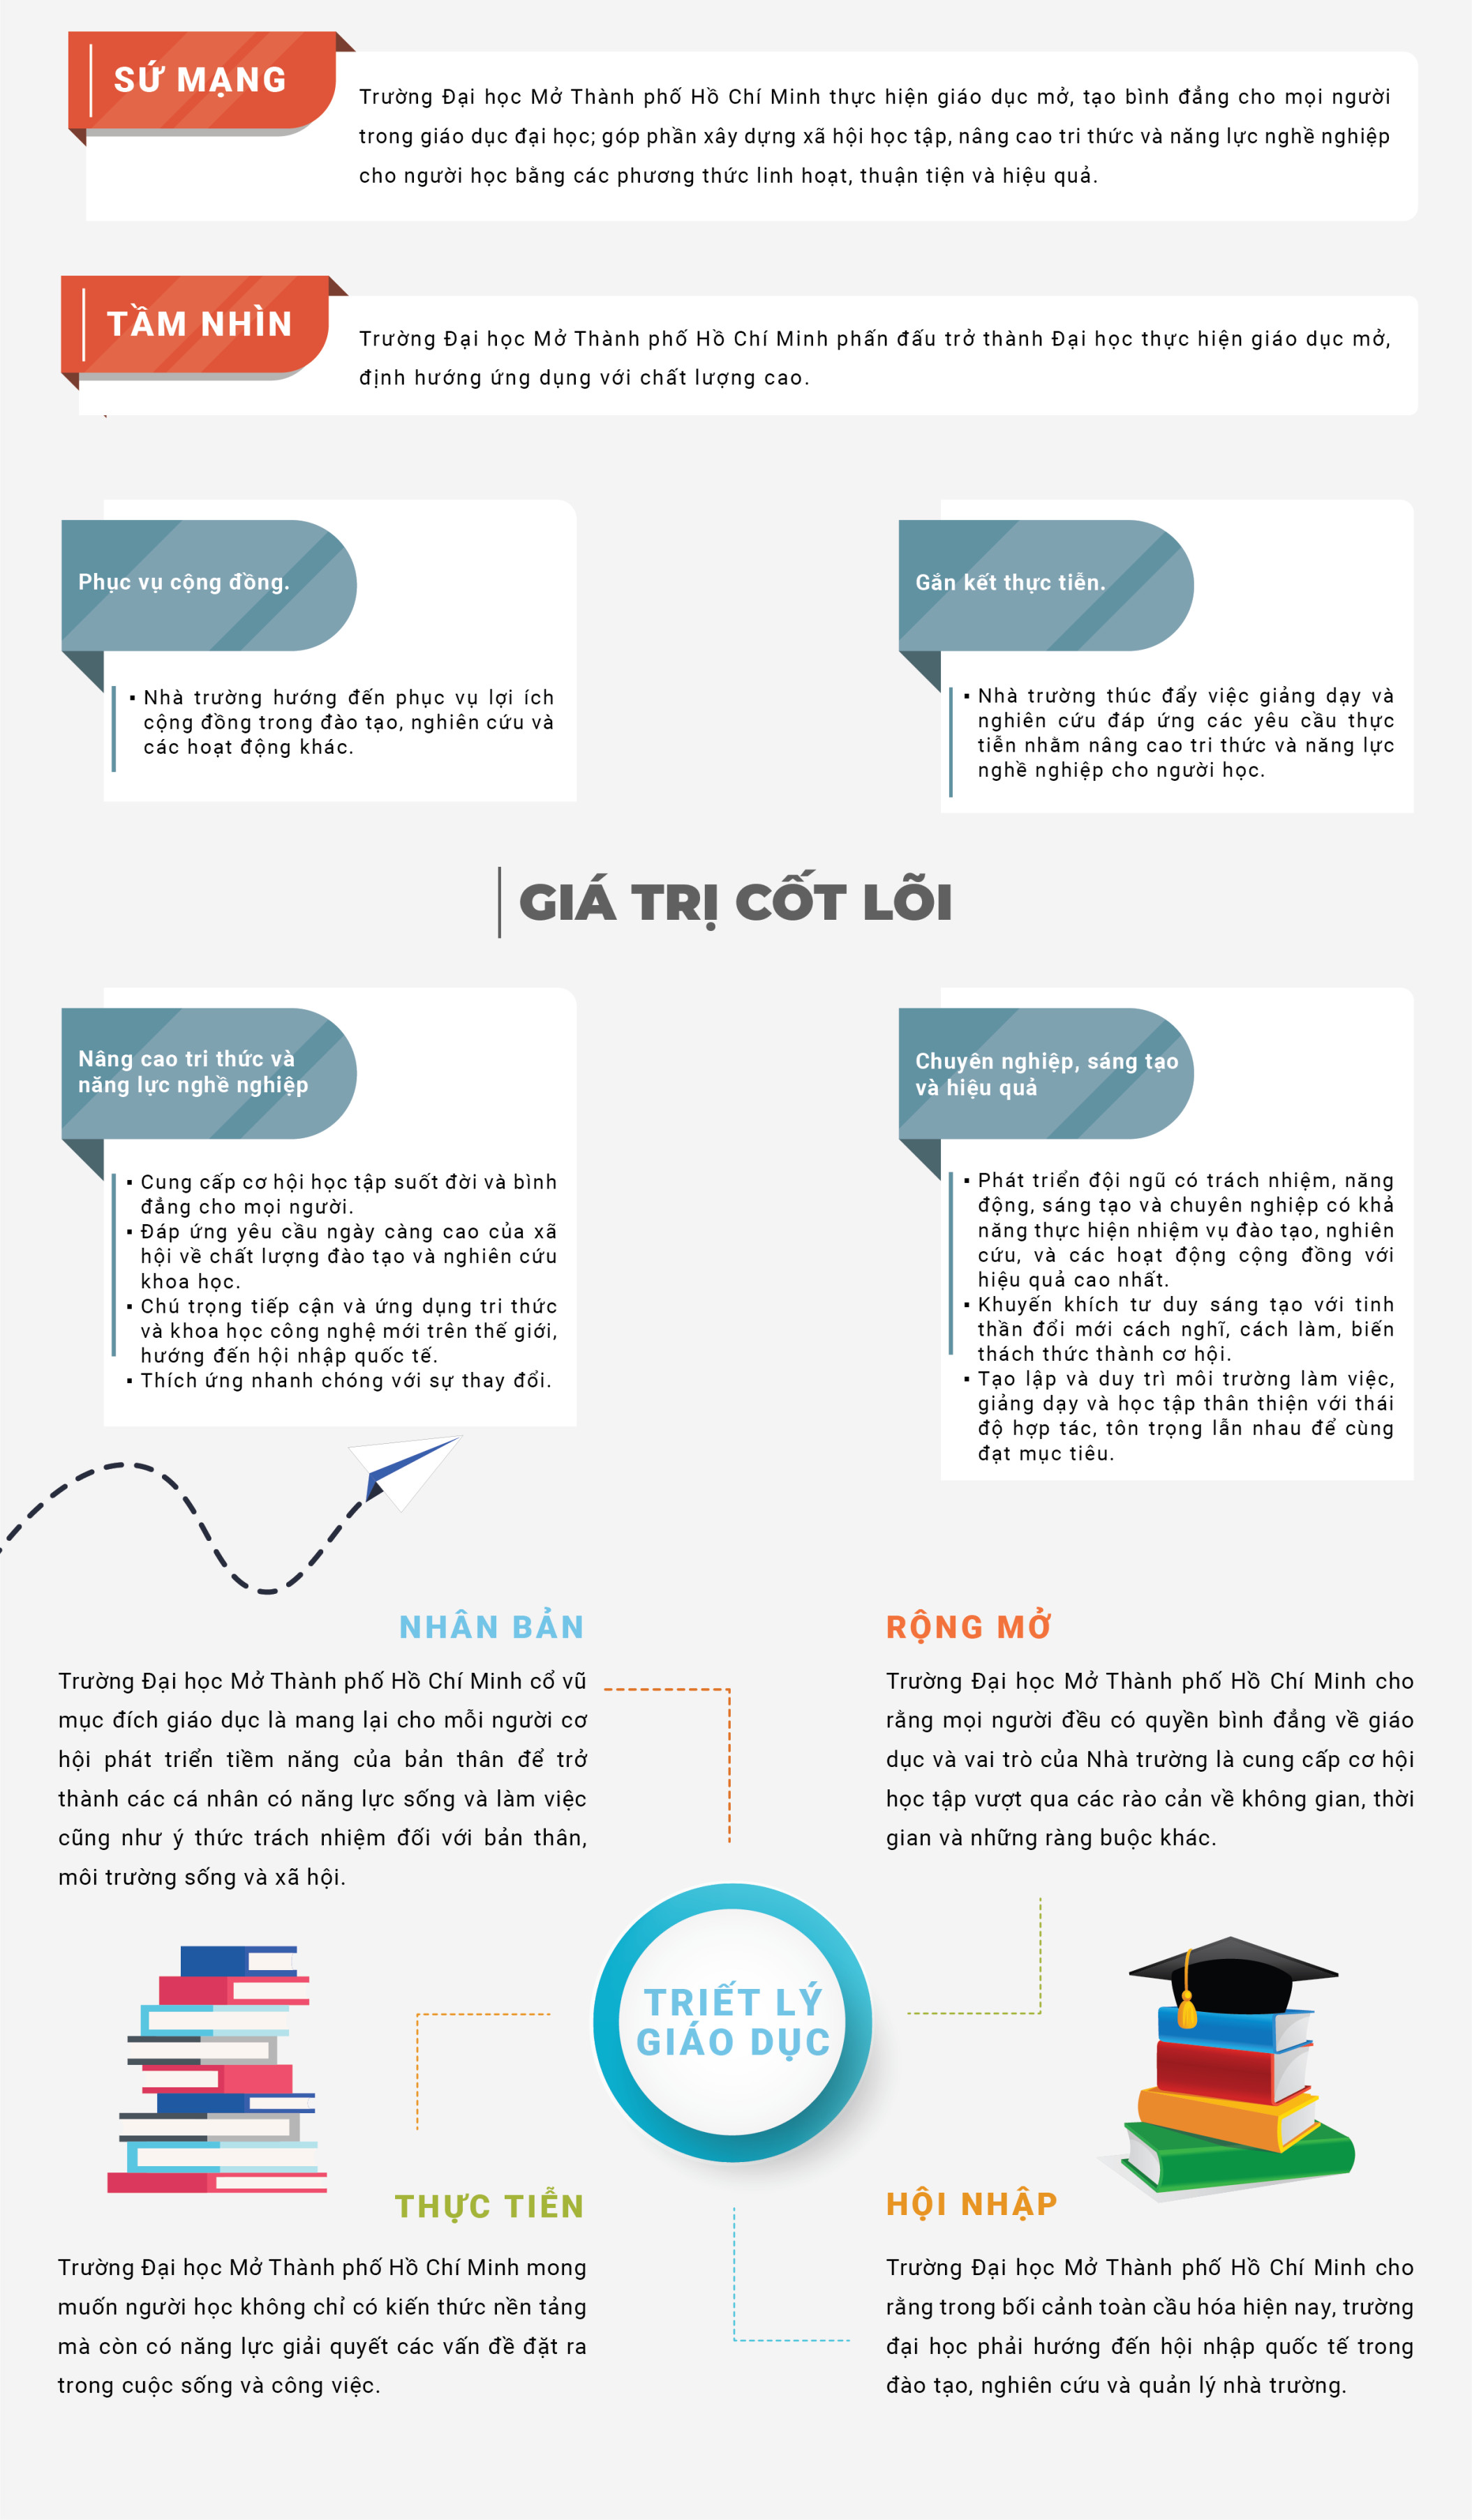 SỨ MẠNG
Trường Đại học Mở Thành phố Hồ Chí Minh thực hiện giáo dục mở, tạo bình đẳng cho mọi người
trong giáo dục đại học; góp phần xây dựng xã hội học tập, nâng cao tri thức và năng lực nghề nghiệp
cho người học bằng các phương thức linh hoạt, thuận tiện và hiệu quả.
TẦM NHÌN
Trường Đại học Mở Thành phố Hồ Chí Minh phấn đấu trở thành Đại học thực hiện giáo dục mở,
định hướng ứng dụng với chất lượng cao.
Phục vụ cộng đồng.
▪ Nhà trường hướng đến phục vụ lợi ích
cộng đồng trong đào tạo, nghiên cứu và
các hoạt động khác.
Gắn kết thực tiễn.
▪ Nhà trường thúc đẩy việc giảng dạy và
nghiên cứu đáp ứng các yêu cầu thực
tiễn nhằm nâng cao tri thức và năng lực
nghề nghiệp cho người học.
GIÁ TRỊ CỐT LÕI
Nâng cao tri thức và
năng lực nghề nghiệp
▪ Cung cấp cơ hội học tập suốt đời và bình
đẳng cho mọi người.
▪ Đáp ứng yêu cầu ngày càng cao của xã
hội về chất lượng đào tạo và nghiên cứu
khoa học.
▪ Chú trọng tiếp cận và ứng dụng tri thức
và khoa học công nghệ mới trên thế giới,
hướng đến hội nhập quốc tế.
▪ Thích ứng nhanh chóng với sự thay đổi.
Chuyên nghiệp, sáng tạo
và hiệu quả
▪ Phát triển đội ngũ có trách nhiệm, năng
động, sáng tạo và chuyên nghiệp có khả
năng thực hiện nhiệm vụ đào tạo, nghiên
cứu, và các hoạt động cộng đồng với
hiệu quả cao nhất.
▪ Khuyến khích tư duy sáng tạo với tinh
thần đổi mới cách nghĩ, cách làm, biến
thách thức thành cơ hội.
▪ Tạo lập và duy trì môi trường làm việc,
giảng dạy và học tập thân thiện với thái
độ hợp tác, tôn trọng lẫn nhau để cùng
đạt mục tiêu.
NHÂN BẢN
Trường Đại học Mở Thành phố Hồ Chí Minh cổ vũ
mục đích giáo dục là mang lại cho mỗi người cơ
hội phát triển tiềm năng của bản thân để trở
thành các cá nhân có năng lực sống và làm việc
cũng như ý thức trách nhiệm đối với bản thân,
môi trường sống và xã hội.
RỘNG MỞ
Trường Đại học Mở Thành phố Hồ Chí Minh cho
rằng mọi người đều có quyền bình đẳng về giáo
dục và vai trò của Nhà trường là cung cấp cơ hội
học tập vượt qua các rào cản về không gian, thời
gian và những ràng buộc khác.
TRIẾT LÝ
GIÁO DỤC
THỰC TIỄN
Trường Đại học Mở Thành phố Hồ Chí Minh mong
muốn người học không chỉ có kiến thức nền tảng
mà còn có năng lực giải quyết các vấn đề đặt ra
trong cuộc sống và công việc.
HỘI NHẬP
Trường Đại học Mở Thành phố Hồ Chí Minh cho
rằng trong bối cảnh toàn cầu hóa hiện nay, trường
đại học phải hướng đến hội nhập quốc tế trong
đào tạo, nghiên cứu và quản lý nhà trường.